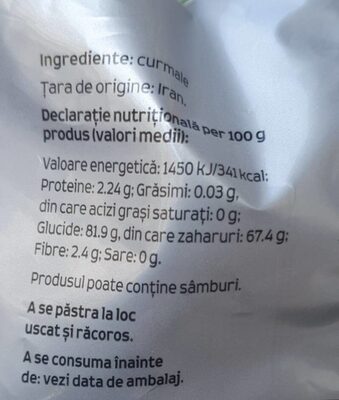 Ingrediente: curmale
Țara de origine: Iran.
Declarație nutrițională per 100 g
produs (valori medii):
Valoare energetică: 1450 kJ/341 kcal;
Proteine: 2.24 g; Grăsimi: 0.03 g,
din care acizi grași saturați: 0 g;
Glucide: 81.9 g, din care zaharuri: 67.4 g;
Fibre: 2.4 g; Sare: 0 g.
Produsul poate conține sâmburi.
A se păstra la loc
uscat și răcoros.
A se consuma înainte
de: vezi data de ambalaj.